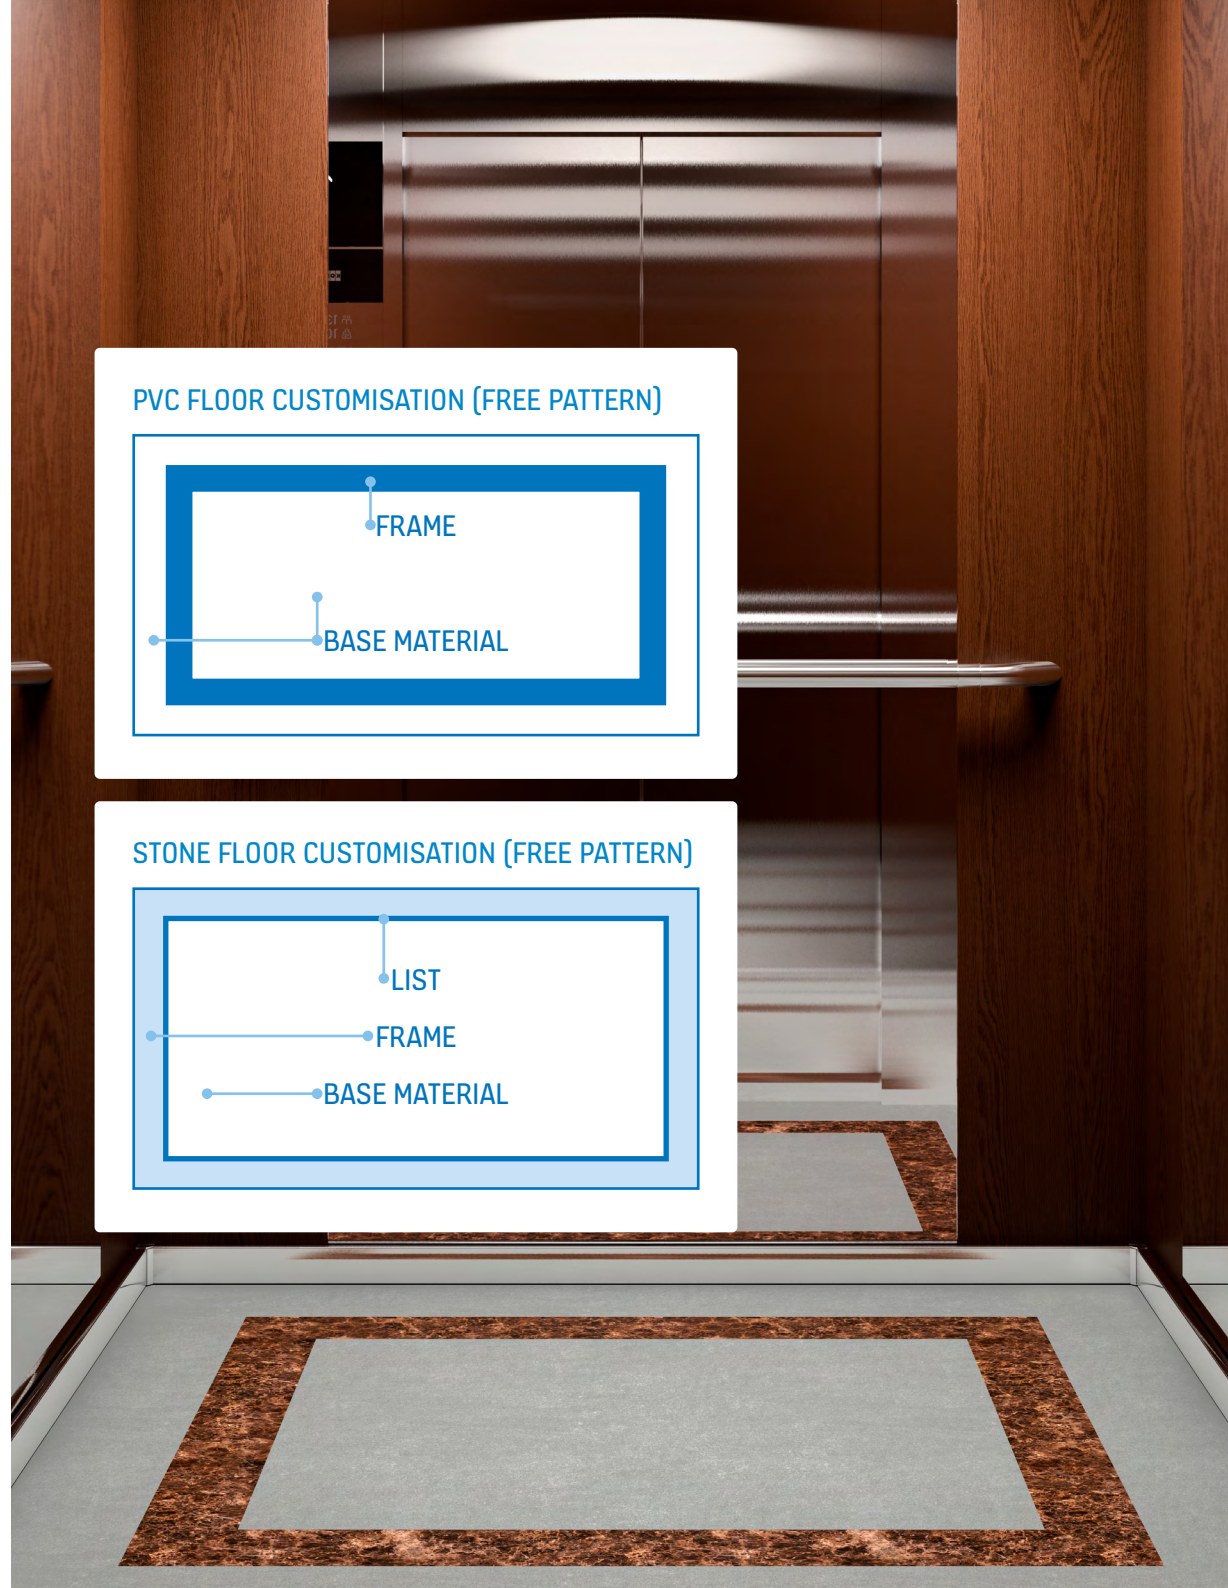 PVC FLOOR CUSTOMISATION (FREE PATTERN)
FRAME
BASE MATERIAL
STONE FLOOR CUSTOMISATION (FREE PATTERN)
LIST
FRAME
BASE MATERIAL